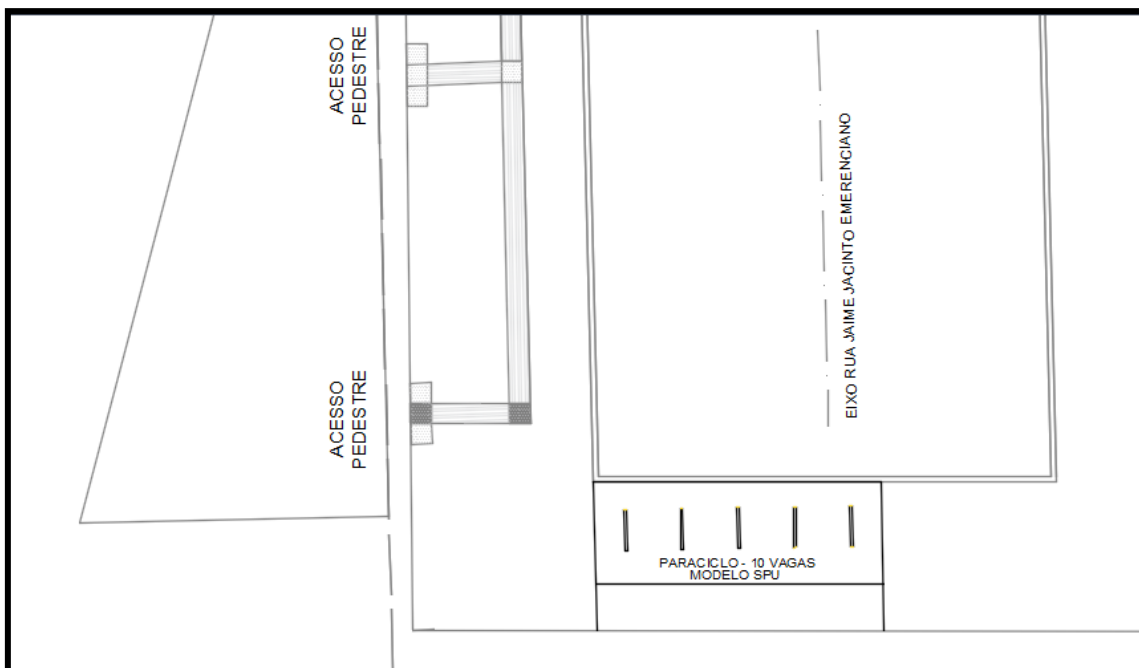 ACESSO
PEDESTRE
EIXO RUA JAIME JACINTO EMERENCIANO
ACESSO
PEDESTRE
PARACICLO - 10 VAGAS
MODELO SPU